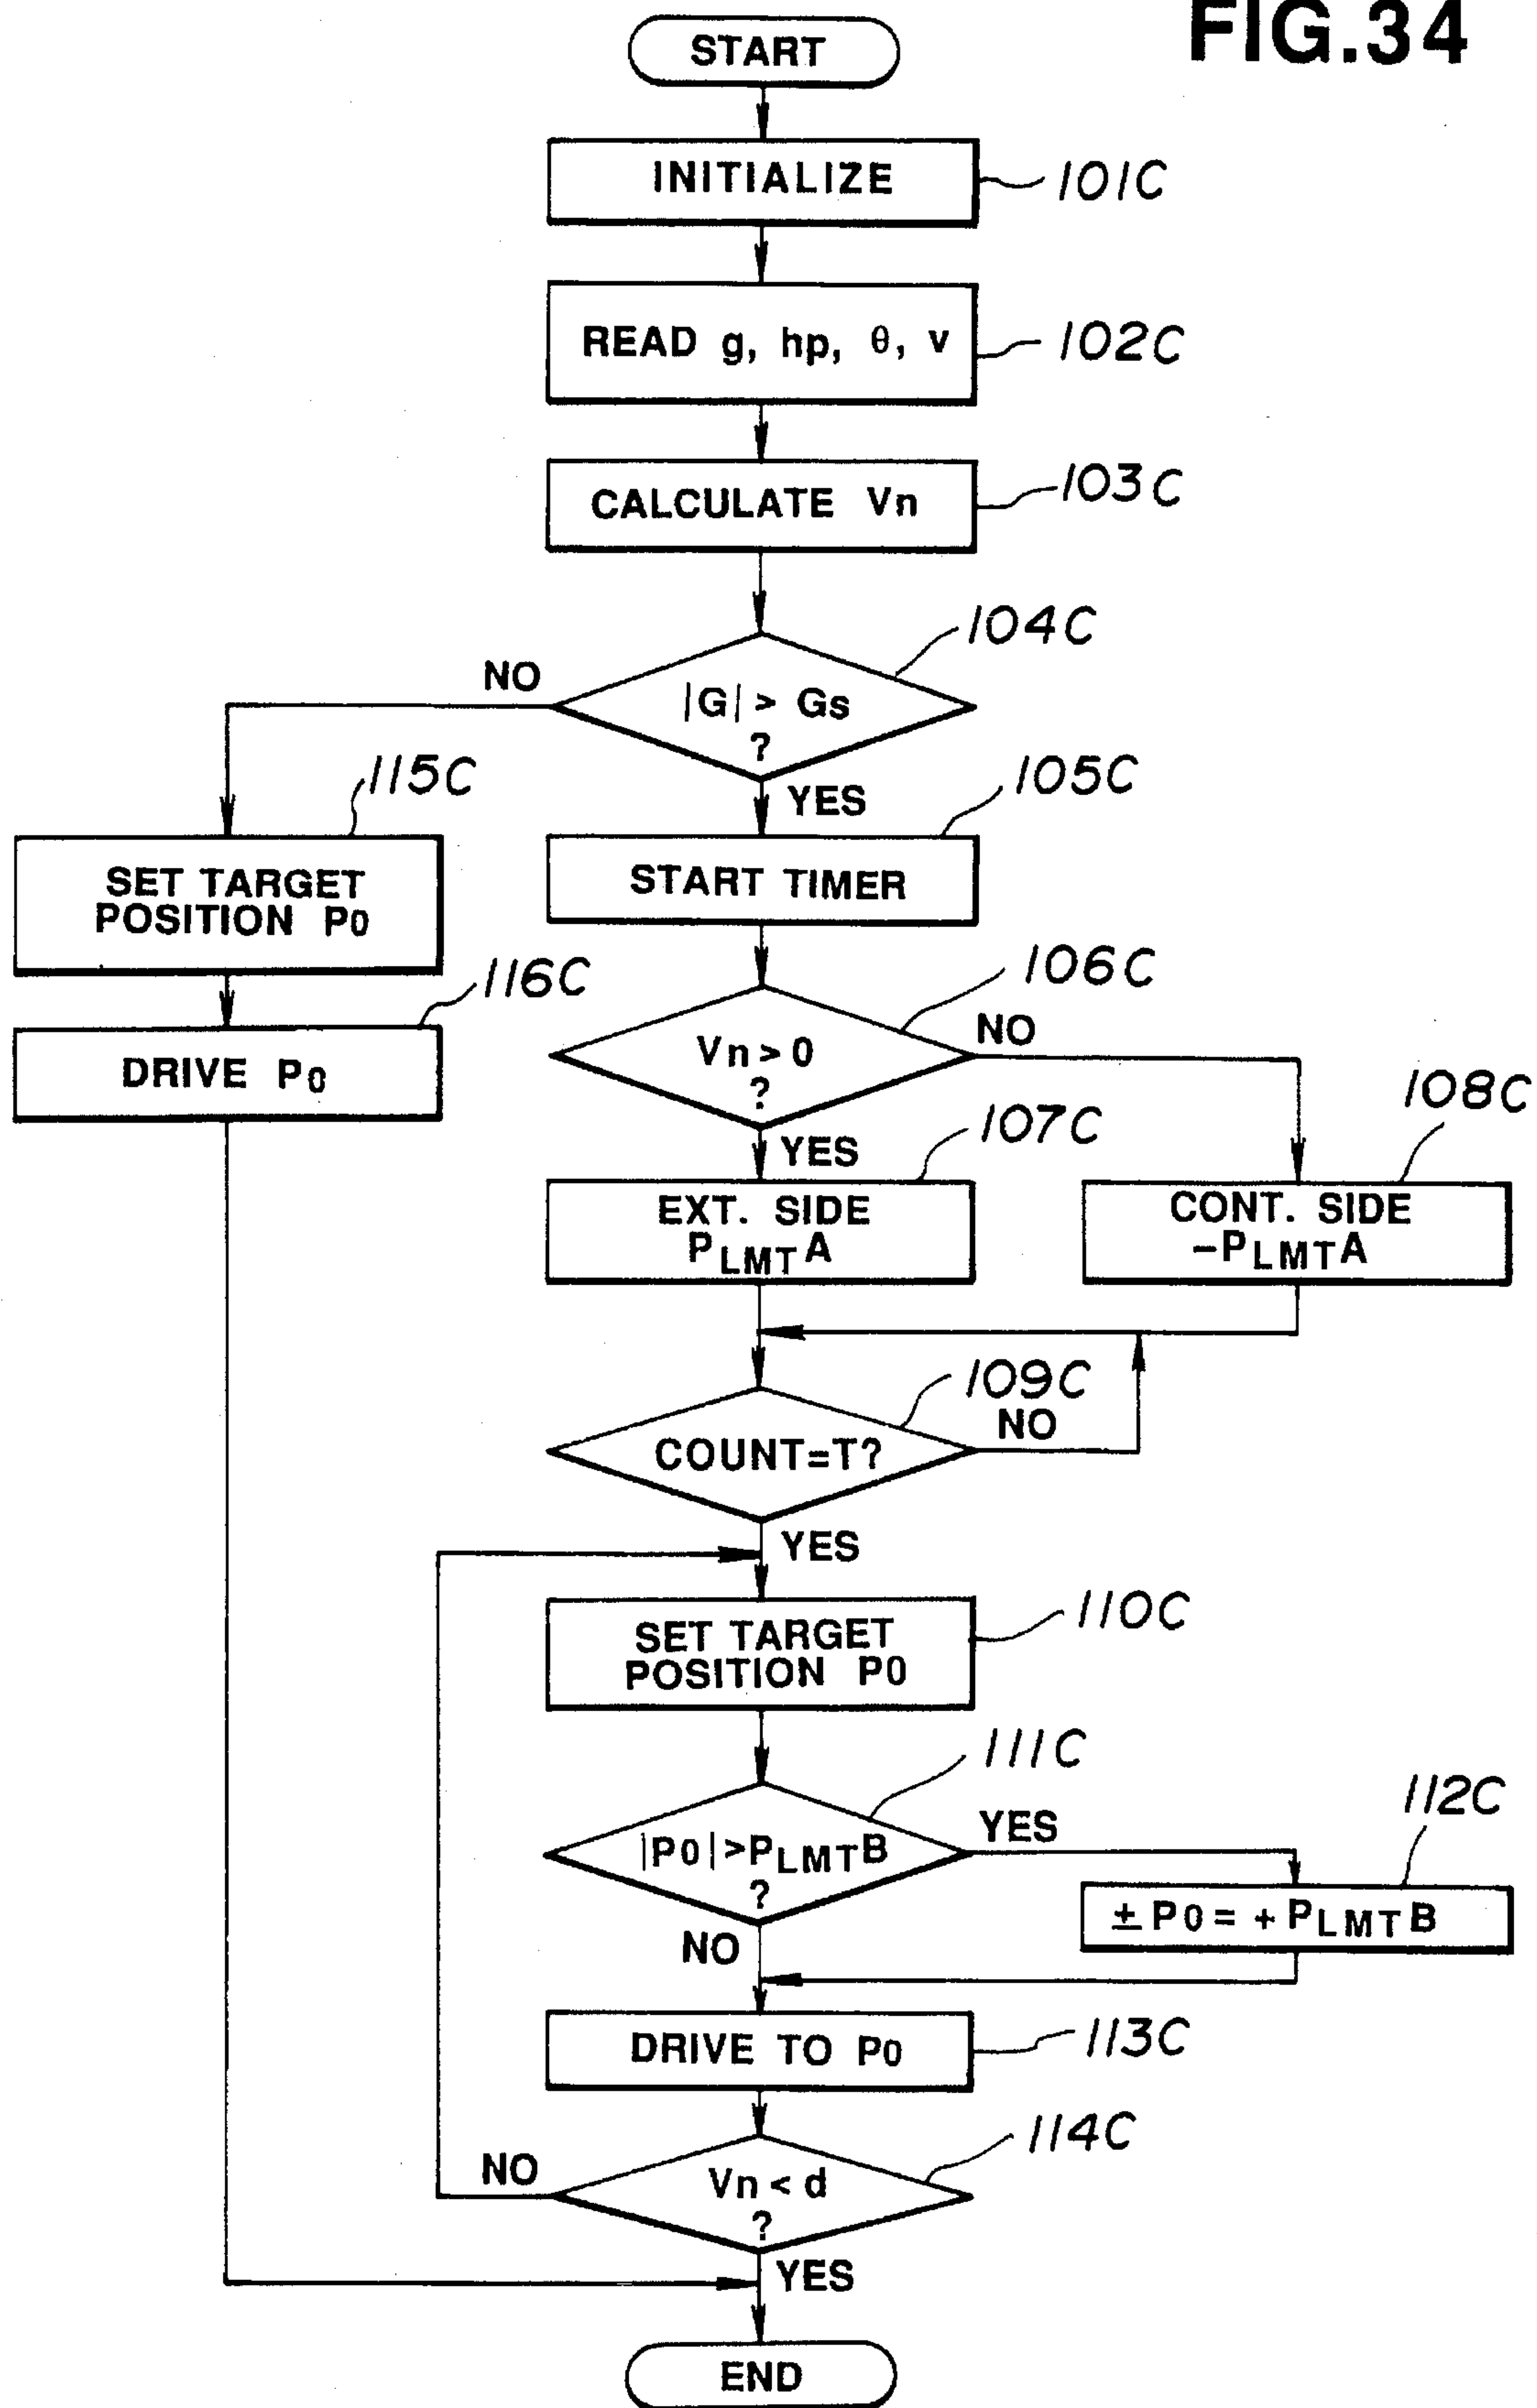 FIG.34
START
INITIALIZE
101C
READ g, hp, θ, v
102C
CALCULATE Vn
103C
104C
NO
|G| > Gs
?
YES
115C
105C
SET TARGET
POSITION P0
START TIMER
116C
106C
DRIVE P0
Vn > 0
?
NO
108C
YES
107C
EXT. SIDE
PLMTA
CONT. SIDE
-PLMTA
109C
COUNT=T?
NO
YES
110C
SET TARGET
POSITION P0
111C
|P0|>PLMTB
?
YES
112C
± P0 = + PLMTB
NO
DRIVE TO P0
113C
114C
NO
Vn < d
?
YES
END